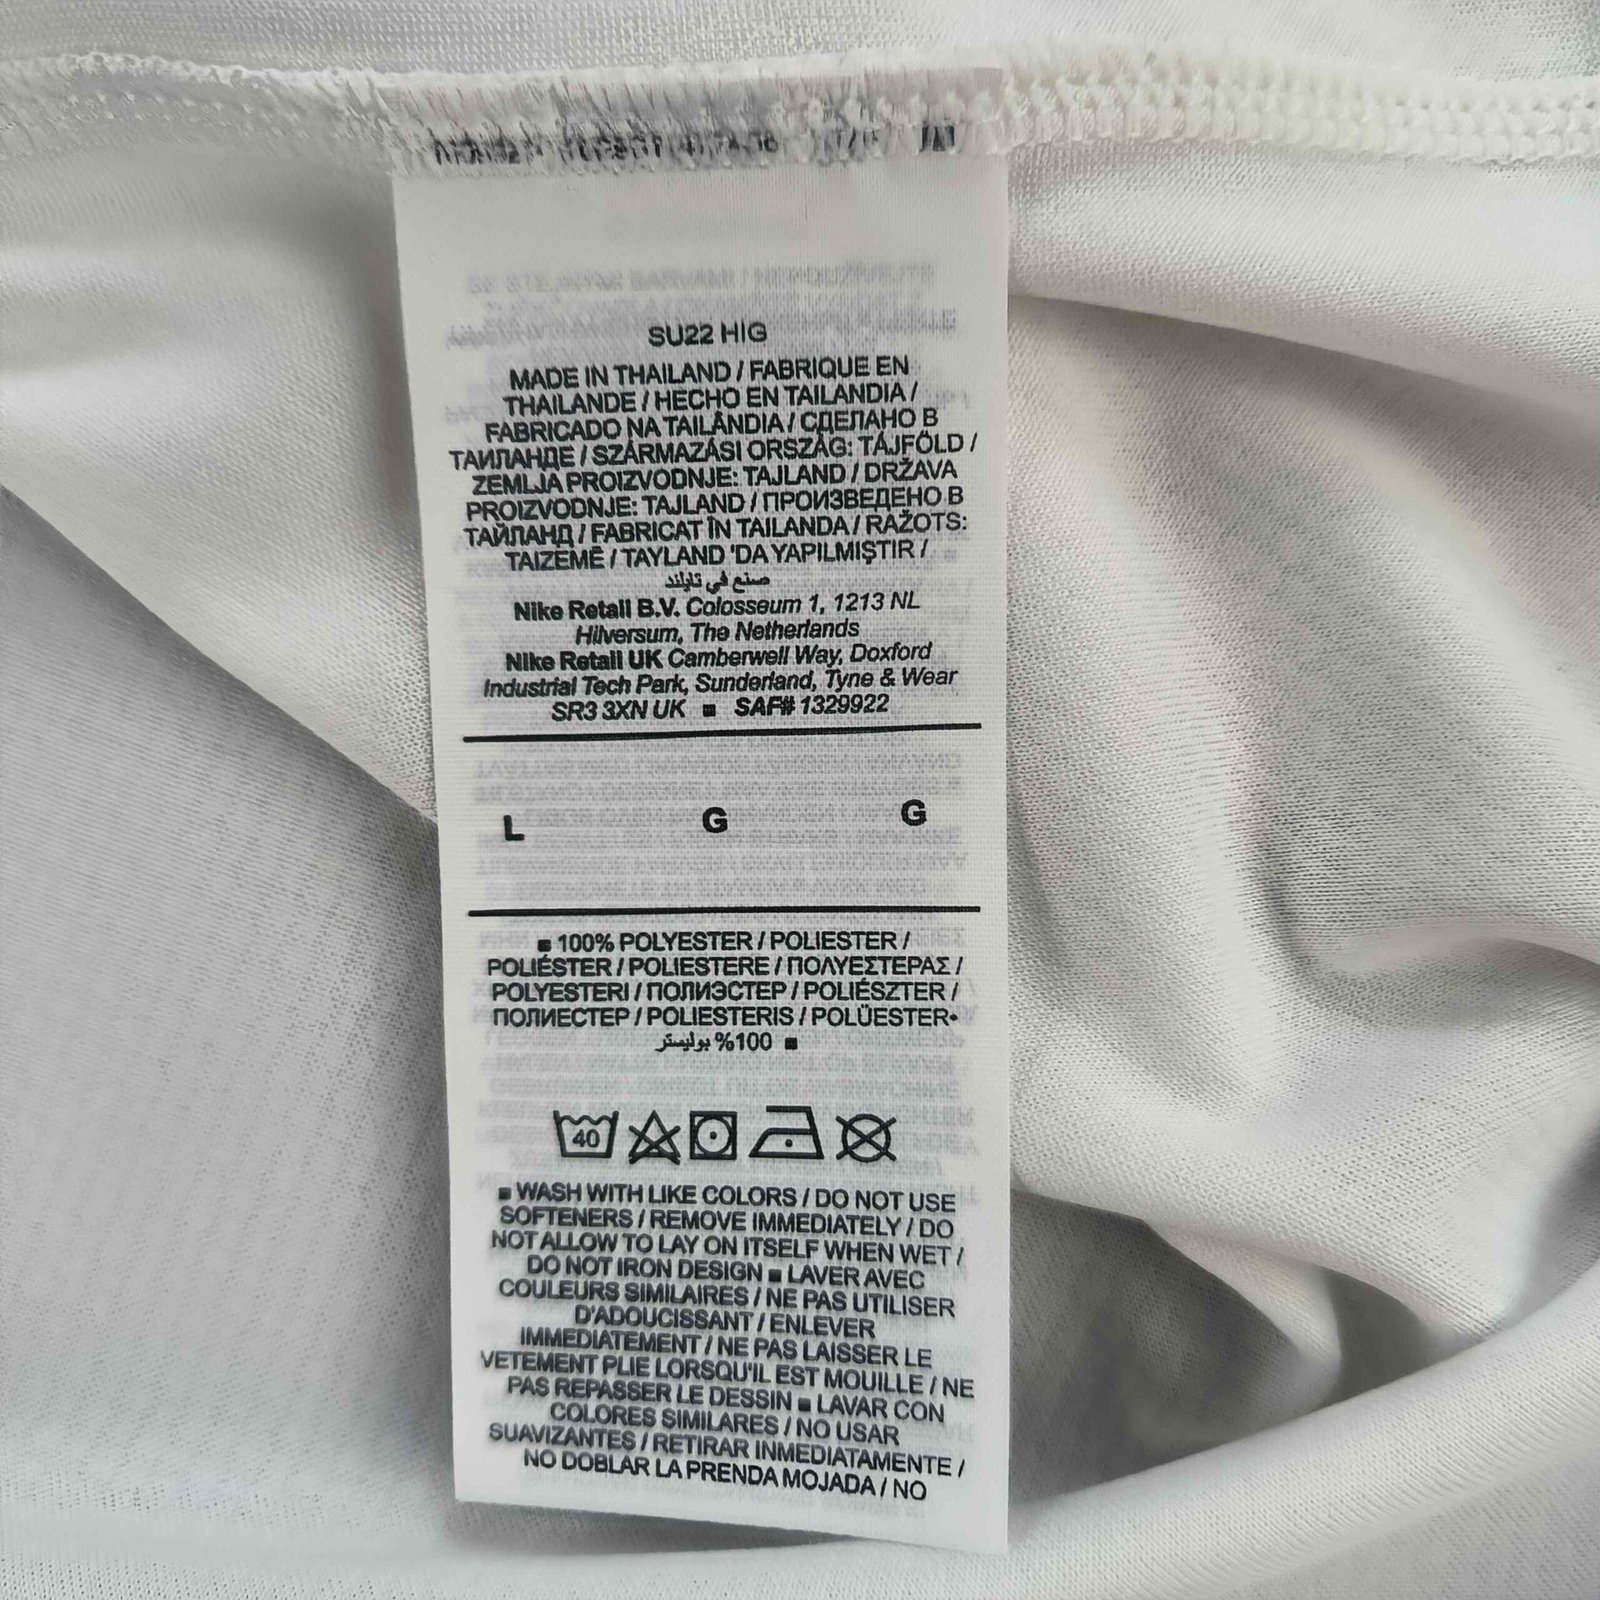 SU22 HIG
MADE IN THAILAND / FABRIQUE EN
THAILANDE / HECHO EN TAILANDIA /
FABRICADO NA TAILÂNDIA / СДЕЛАНО В
ТАИЛАНДЕ / SZÁRMAZÁSI ORSZÁG: TAJFÖLD /
ZEMLJA PROIZVODNJE: TAJLAND / DRŽAVA
PROIZVODNJE: TAJLAND / ПРОИЗВЕДЕНО В
ТАЙЛАНД / FABRICAT ÎN TAILANDA / RAŽOTS:
TAIZEMĒ / TAYLAND 'DA YAPILMIŞTIR /
صنع في تايلند
Nike Retail B.V. Colosseum 1, 1213 NL
Hilversum, The Netherlands
Nike Retail UK Camberwell Way, Doxford
Industrial Tech Park, Sunderland, Tyne & Wear
SR3 3XN UK ■ SAF# 1329922
L G G
■ 100% POLYESTER / POLIESTER /
POLIÉSTER / POLIESTERE / ΠΟΛΥΕΣΤΕΡΑΣ /
POLYESTERI / ПОЛИЭСТЕР / POLIÉSZTER /
ПОЛИЕСТЕР / POLIESTERIS / POLÜESTER•
100% بوليستر ■
40
■ WASH WITH LIKE COLORS / DO NOT USE
SOFTENERS / REMOVE IMMEDIATELY / DO
NOT ALLOW TO LAY ON ITSELF WHEN WET /
DO NOT IRON DESIGN ■ LAVER AVEC
COULEURS SIMILAIRES / NE PAS UTILISER
D'ADOUCISSANT / ENLEVER
IMMEDIATEMENT / NE PAS LAISSER LE
VETEMENT PLIE LORSQU'IL EST MOUILLE / NE
PAS REPASSER LE DESSIN ■ LAVAR CON
COLORES SIMILARES / NO USAR
SUAVIZANTES / RETIRAR INMEDIATAMENTE /
NO DOBLAR LA PRENDA MOJADA / NO